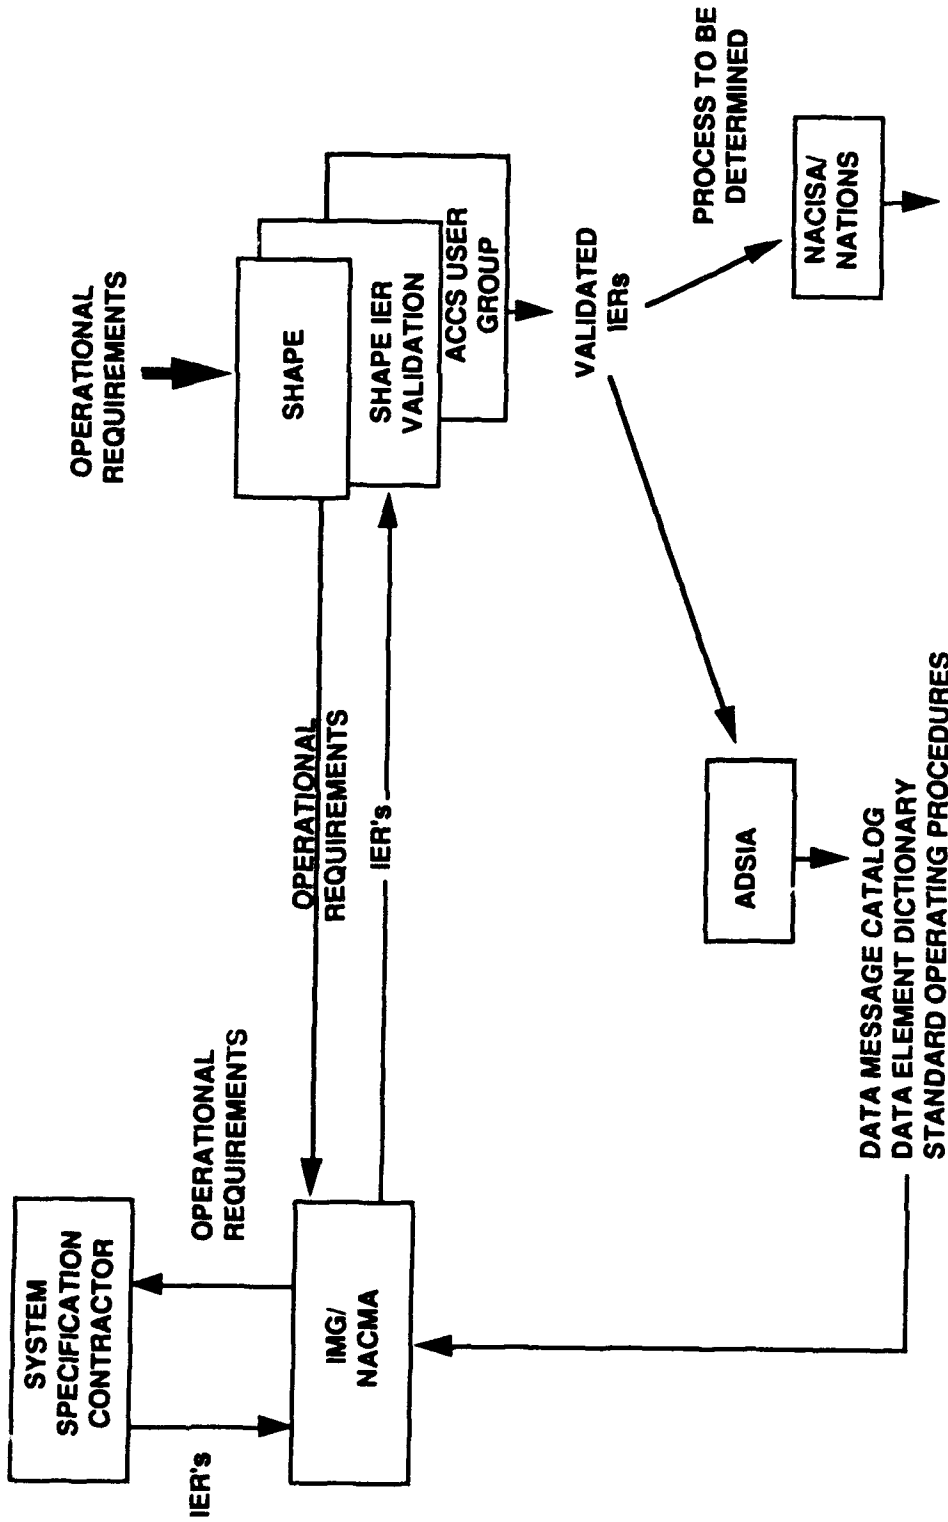 OPERATIONAL
REQUIREMENTS
SYSTEM
SPECIFICATION
CONTRACTOR
OPERATIONAL
REQUIREMENTS
IER's
IMG/
NACMA
OPERATIONAL
REQUIREMENTS
IER's
SHAPE
SHAPE IER
VALIDATION
ACCS USER
GROUP
VALIDATED
IERs
PROCESS TO BE
DETERMINED
NACISA/
NATIONS
ADSIA
DATA MESSAGE CATALOG
DATA ELEMENT DICTIONARY
STANDARD OPERATING PROCEDURES